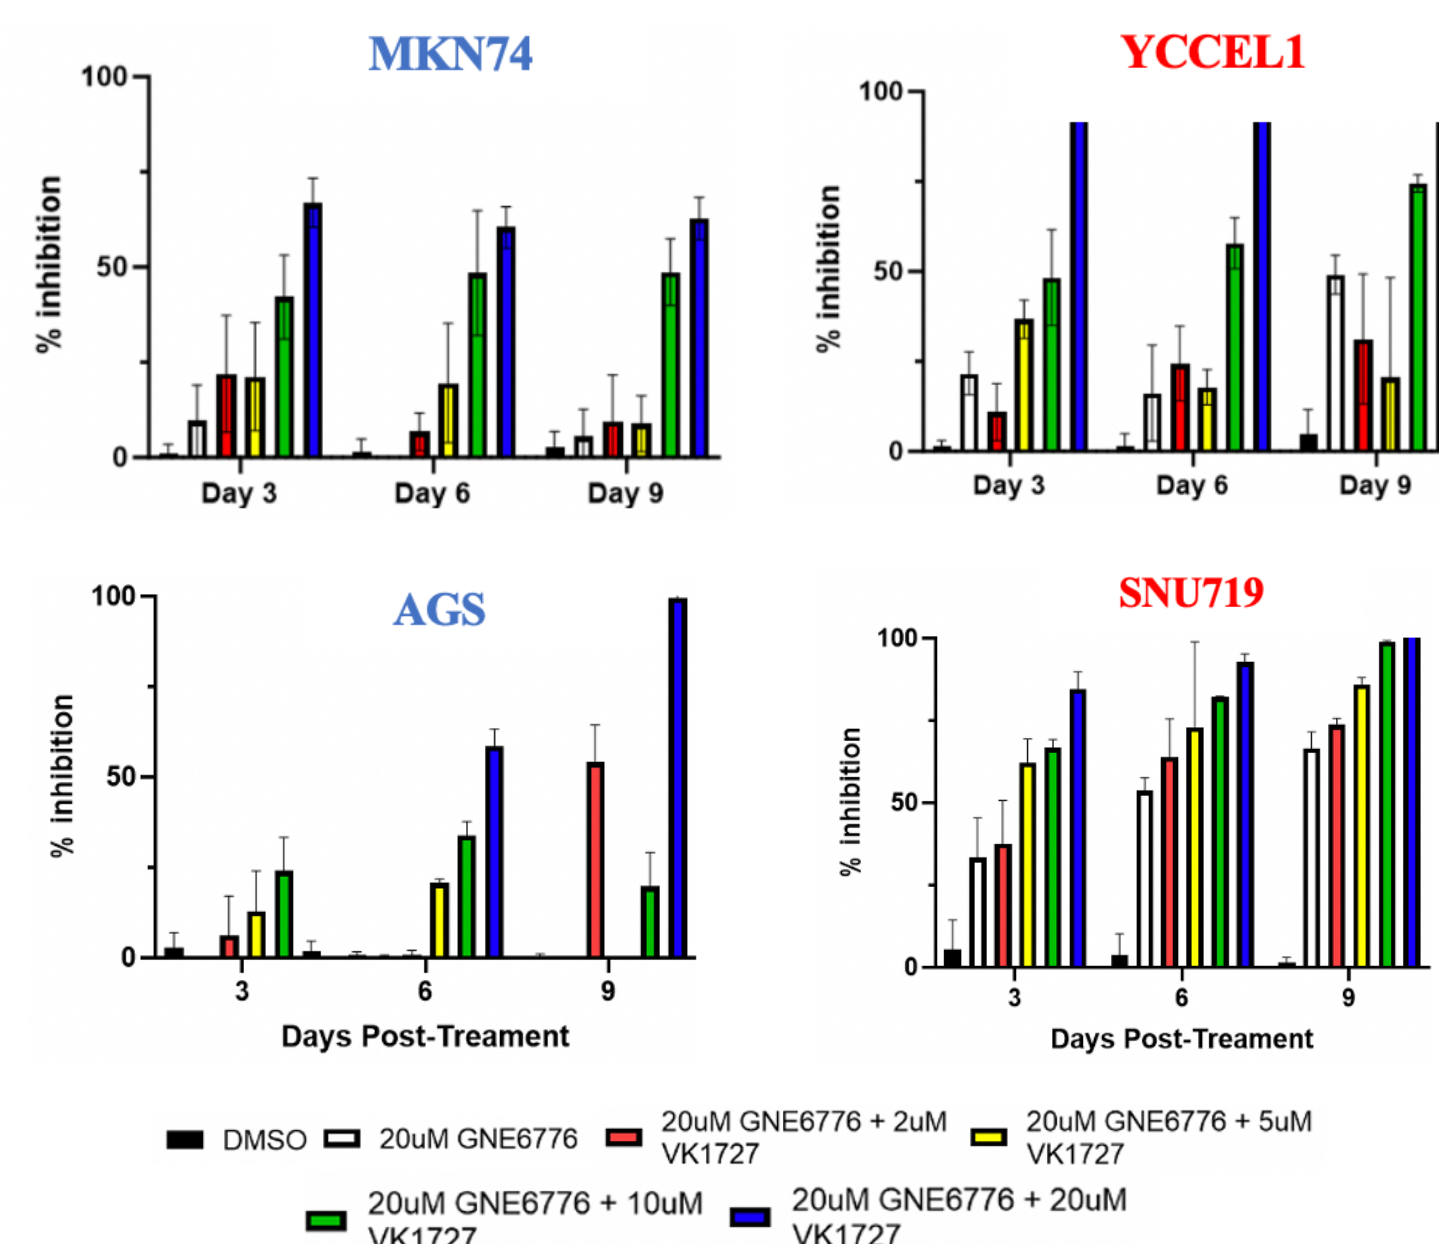 MKN74
100
50
0
% inhibition
Day 3 Day 6 Day 9
YCCEL1
100
50
0
% inhibition
Day 3 Day 6 Day 9
AGS
100
50
0
% inhibition
3 6 9
Days Post-Treament
SNU719
100
50
0
% inhibition
3 6 9
Days Post-Treament
DMSO
20uM GNE6776
20uM GNE6776 + 2uM
VK1727
20uM GNE6776 + 5uM
VK1727
20uM GNE6776 + 10uM
VK1727
20uM GNE6776 + 20uM
VK1727